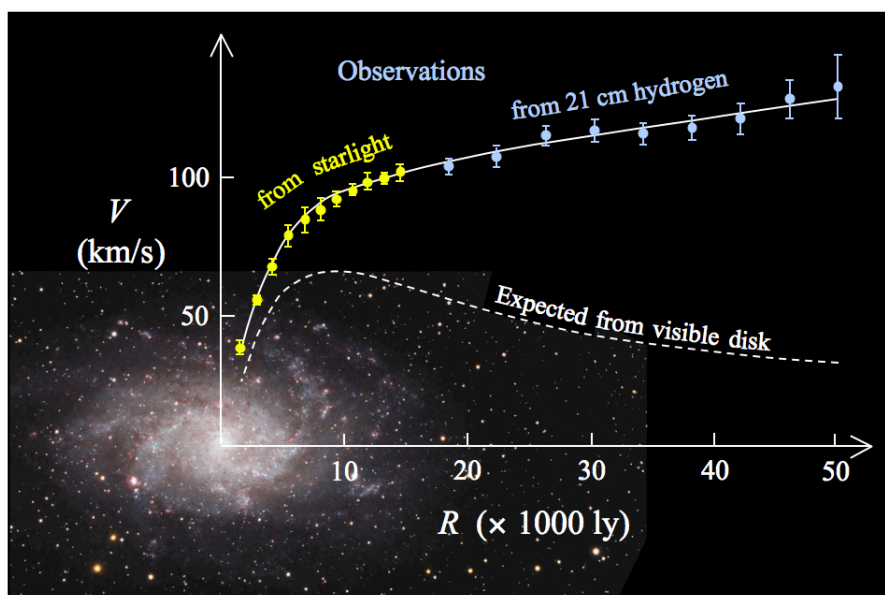 Observations
from 21 cm hydrogen
from starlight
100
V
(km/s)
50
Expected from visible disk
10
20
30
40
50
R (× 1000 ly)